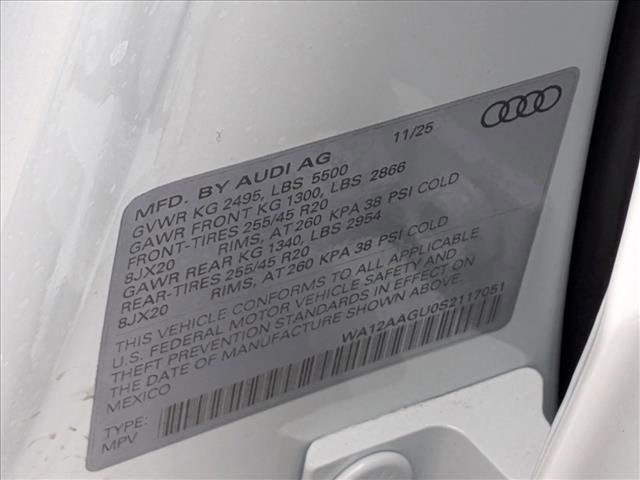 MFD. BY AUDI AG 11/25
GVWR KG 2495, LBS 5500
GAWR FRONT KG 1300, LBS 2866
FRONT-TIRES 255/45 R20
8JX20 RIMS, AT 260 KPA 38 PSI COLD
GAWR REAR KG 1340, LBS 2954
REAR-TIRES 255/45 R20
8JX20 RIMS, AT 260 KPA 38 PSI COLD
THIS VEHICLE CONFORMS TO ALL APPLICABLE
U.S. FEDERAL MOTOR VEHICLE SAFETY AND
THEFT PREVENTION STANDARDS IN EFFECT ON
THE DATE OF MANUFACTURE SHOWN ABOVE.
MEXICO WA12AAGU0S2117051
TYPE:
MPV